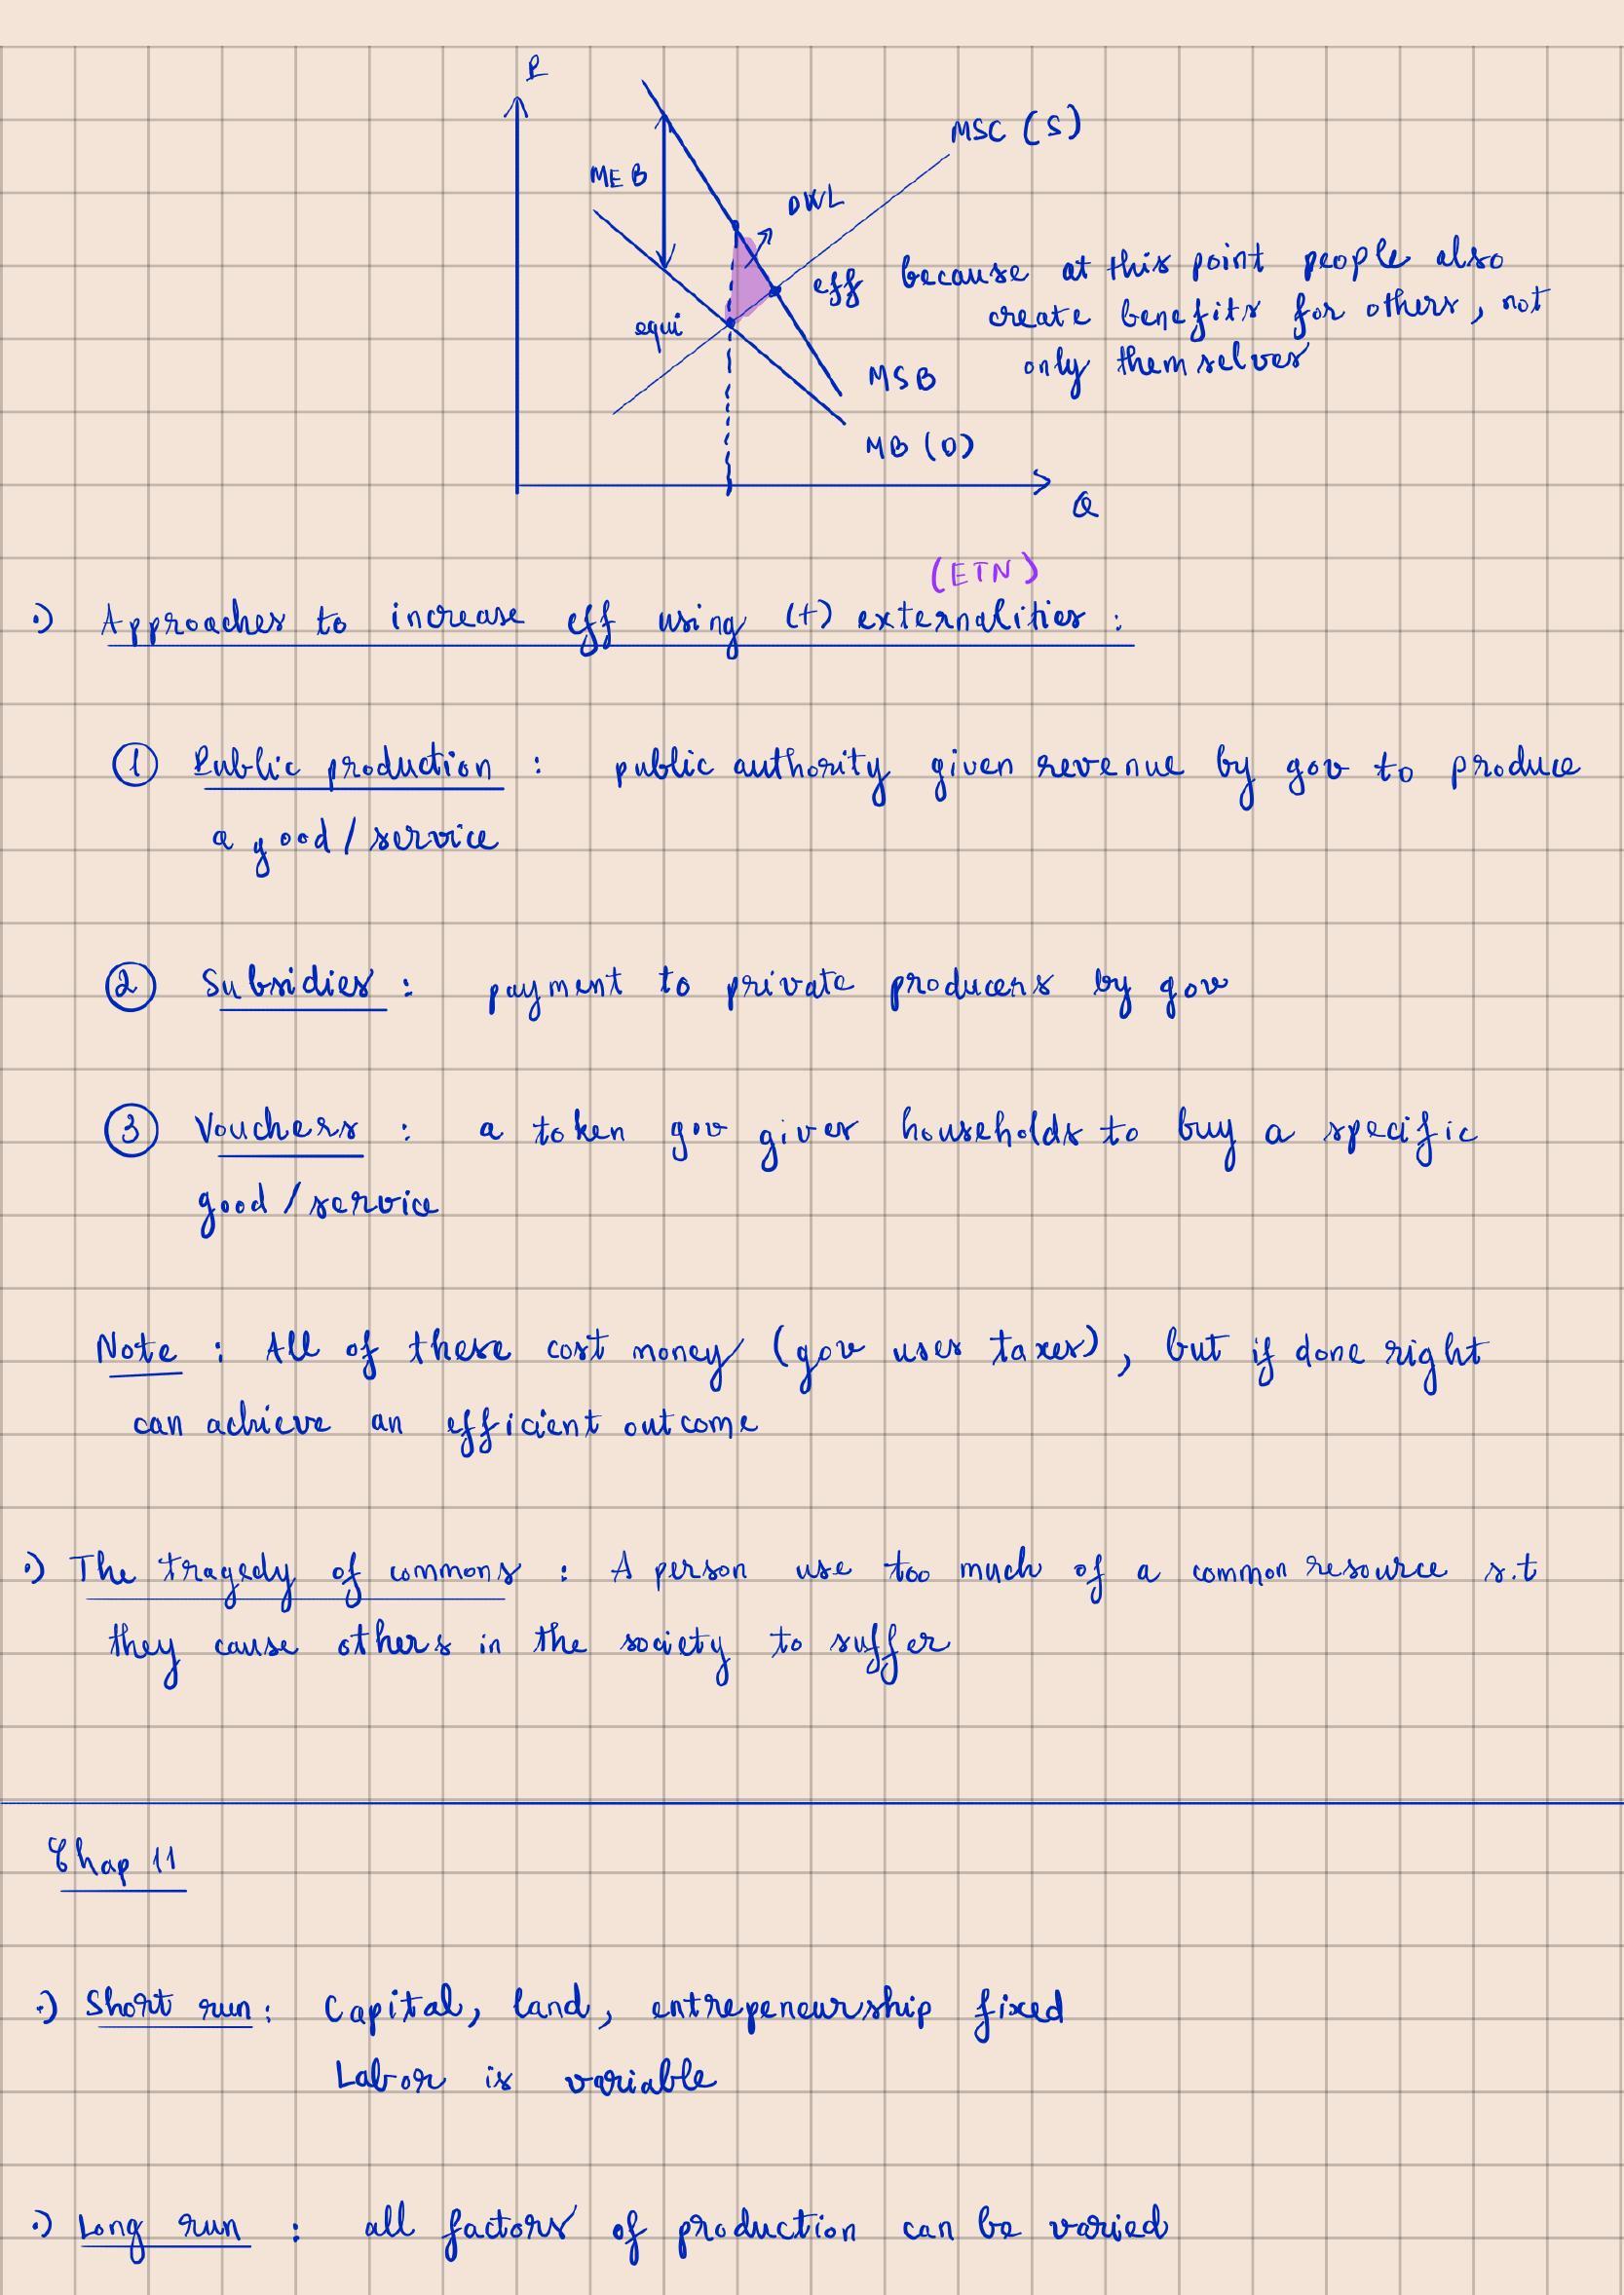 P
MSC (S)
MEB
DWL
eff because at this point people also
create benefits for others, not
only themselves
equi
MSB
MB (D)
Q
(ETN)
Approaches to increase eff using (+) externalities :
① Public production : public authority given revenue by gov to produce
a good / service
② Subsidies : payment to private producers by gov
③ Vouchers : a token gov gives households to buy a specific
good / service
Note : All of these cost money (gov uses taxes), but if done right
can achieve an efficient outcome
The tragedy of commons : A person use too much of a common resource s.t
they cause others in the society to suffer
Chap 11
Short run : Capital, land, entrepeneurship fixed
Labor is variable
Long run : all factors of production can be varied